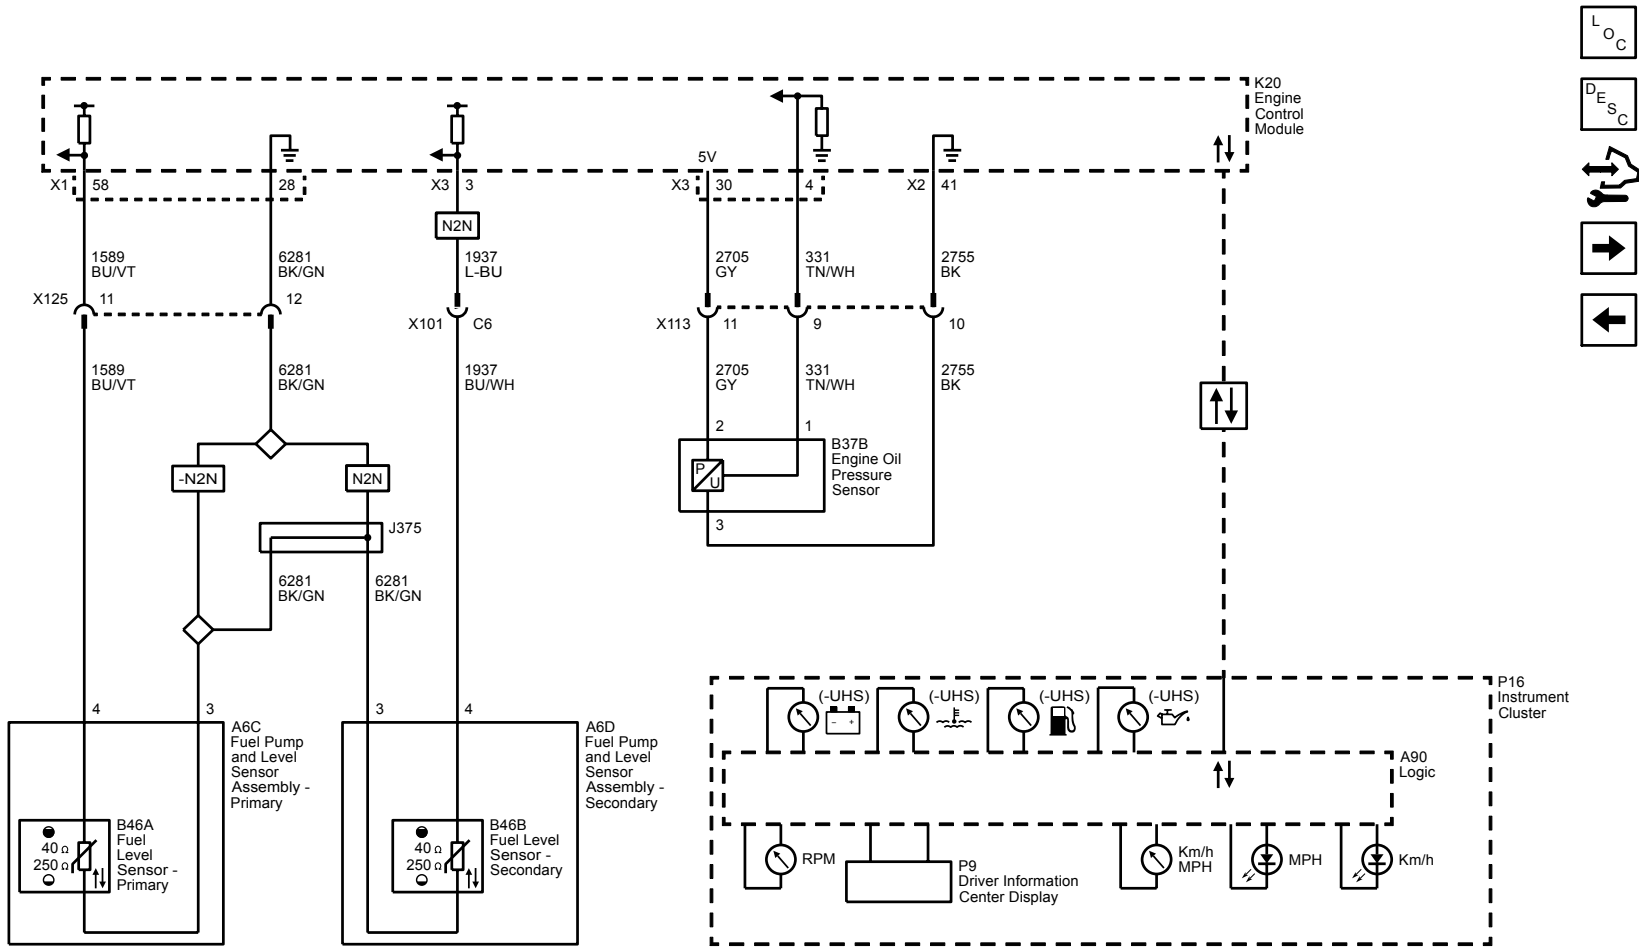 L
O
C
D
E
S
C
K20
Engine
Control
Module
5V
X1 58 28 X3 3 X3 30 4 X2 41
N2N
1589
BU/VT
6281
BK/GN
1937
L-BU
2705
GY
331
TN/WH
2755
BK
X125 11 12
X101 C6
X113 11 9 10
1589
BU/VT
6281
BK/GN
1937
BU/WH
2705
GY
331
TN/WH
2755
BK
2 1
B37B
Engine Oil
Pressure
Sensor
P
U
3
-N2N
N2N
J375
6281
BK/GN
6281
BK/GN
4 3
A6C
Fuel Pump
and Level
Sensor
Assembly -
Primary
3 4
A6D
Fuel Pump
and Level
Sensor
Assembly -
Secondary
40 Ω
250 Ω
B46A
Fuel
Level
Sensor -
Primary
40 Ω
250 Ω
B46B
Fuel Level
Sensor -
Secondary
P16
Instrument
Cluster
(-UHS) (-UHS) (-UHS) (-UHS)
- +
A90
Logic
RPM
P9
Driver Information
Center Display
Km/h
MPH
MPH
Km/h